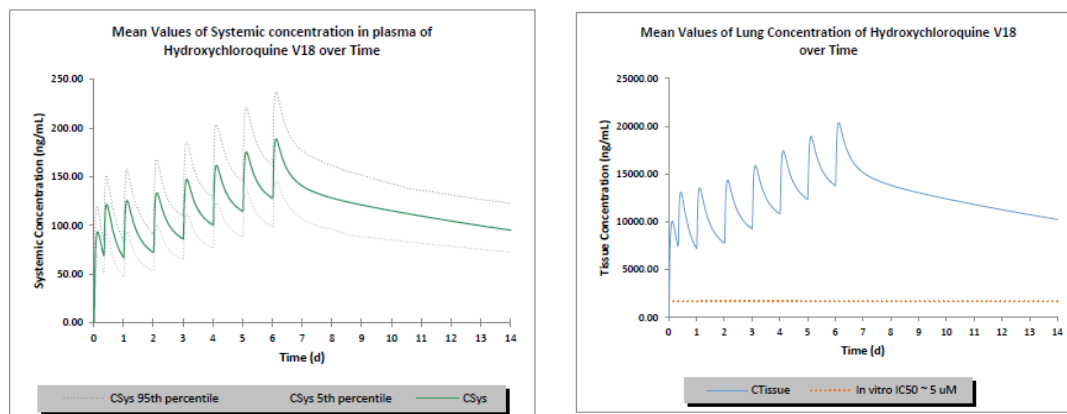 Mean Values of Systemic concentration in plasma of
Hydroxychloroquine V18 over Time
250.00
200.00
150.00
100.00
50.00
0.00
Systemic Concentration (ng/mL)
0 1 2 3 4 5 6 7 8 9 10 11 12 13 14
Time (d)
CSys 95th percentile CSys 5th percentile CSys
Mean Values of Lung Concentration of Hydroxychloroquine V18
over Time
25000.00
20000.00
15000.00
10000.00
5000.00
0.00
Tissue Concentration (ng/mL)
0 1 2 3 4 5 6 7 8 9 10 11 12 13 14
Time (d)
CTissue In vitro IC50 ~ 5 uM